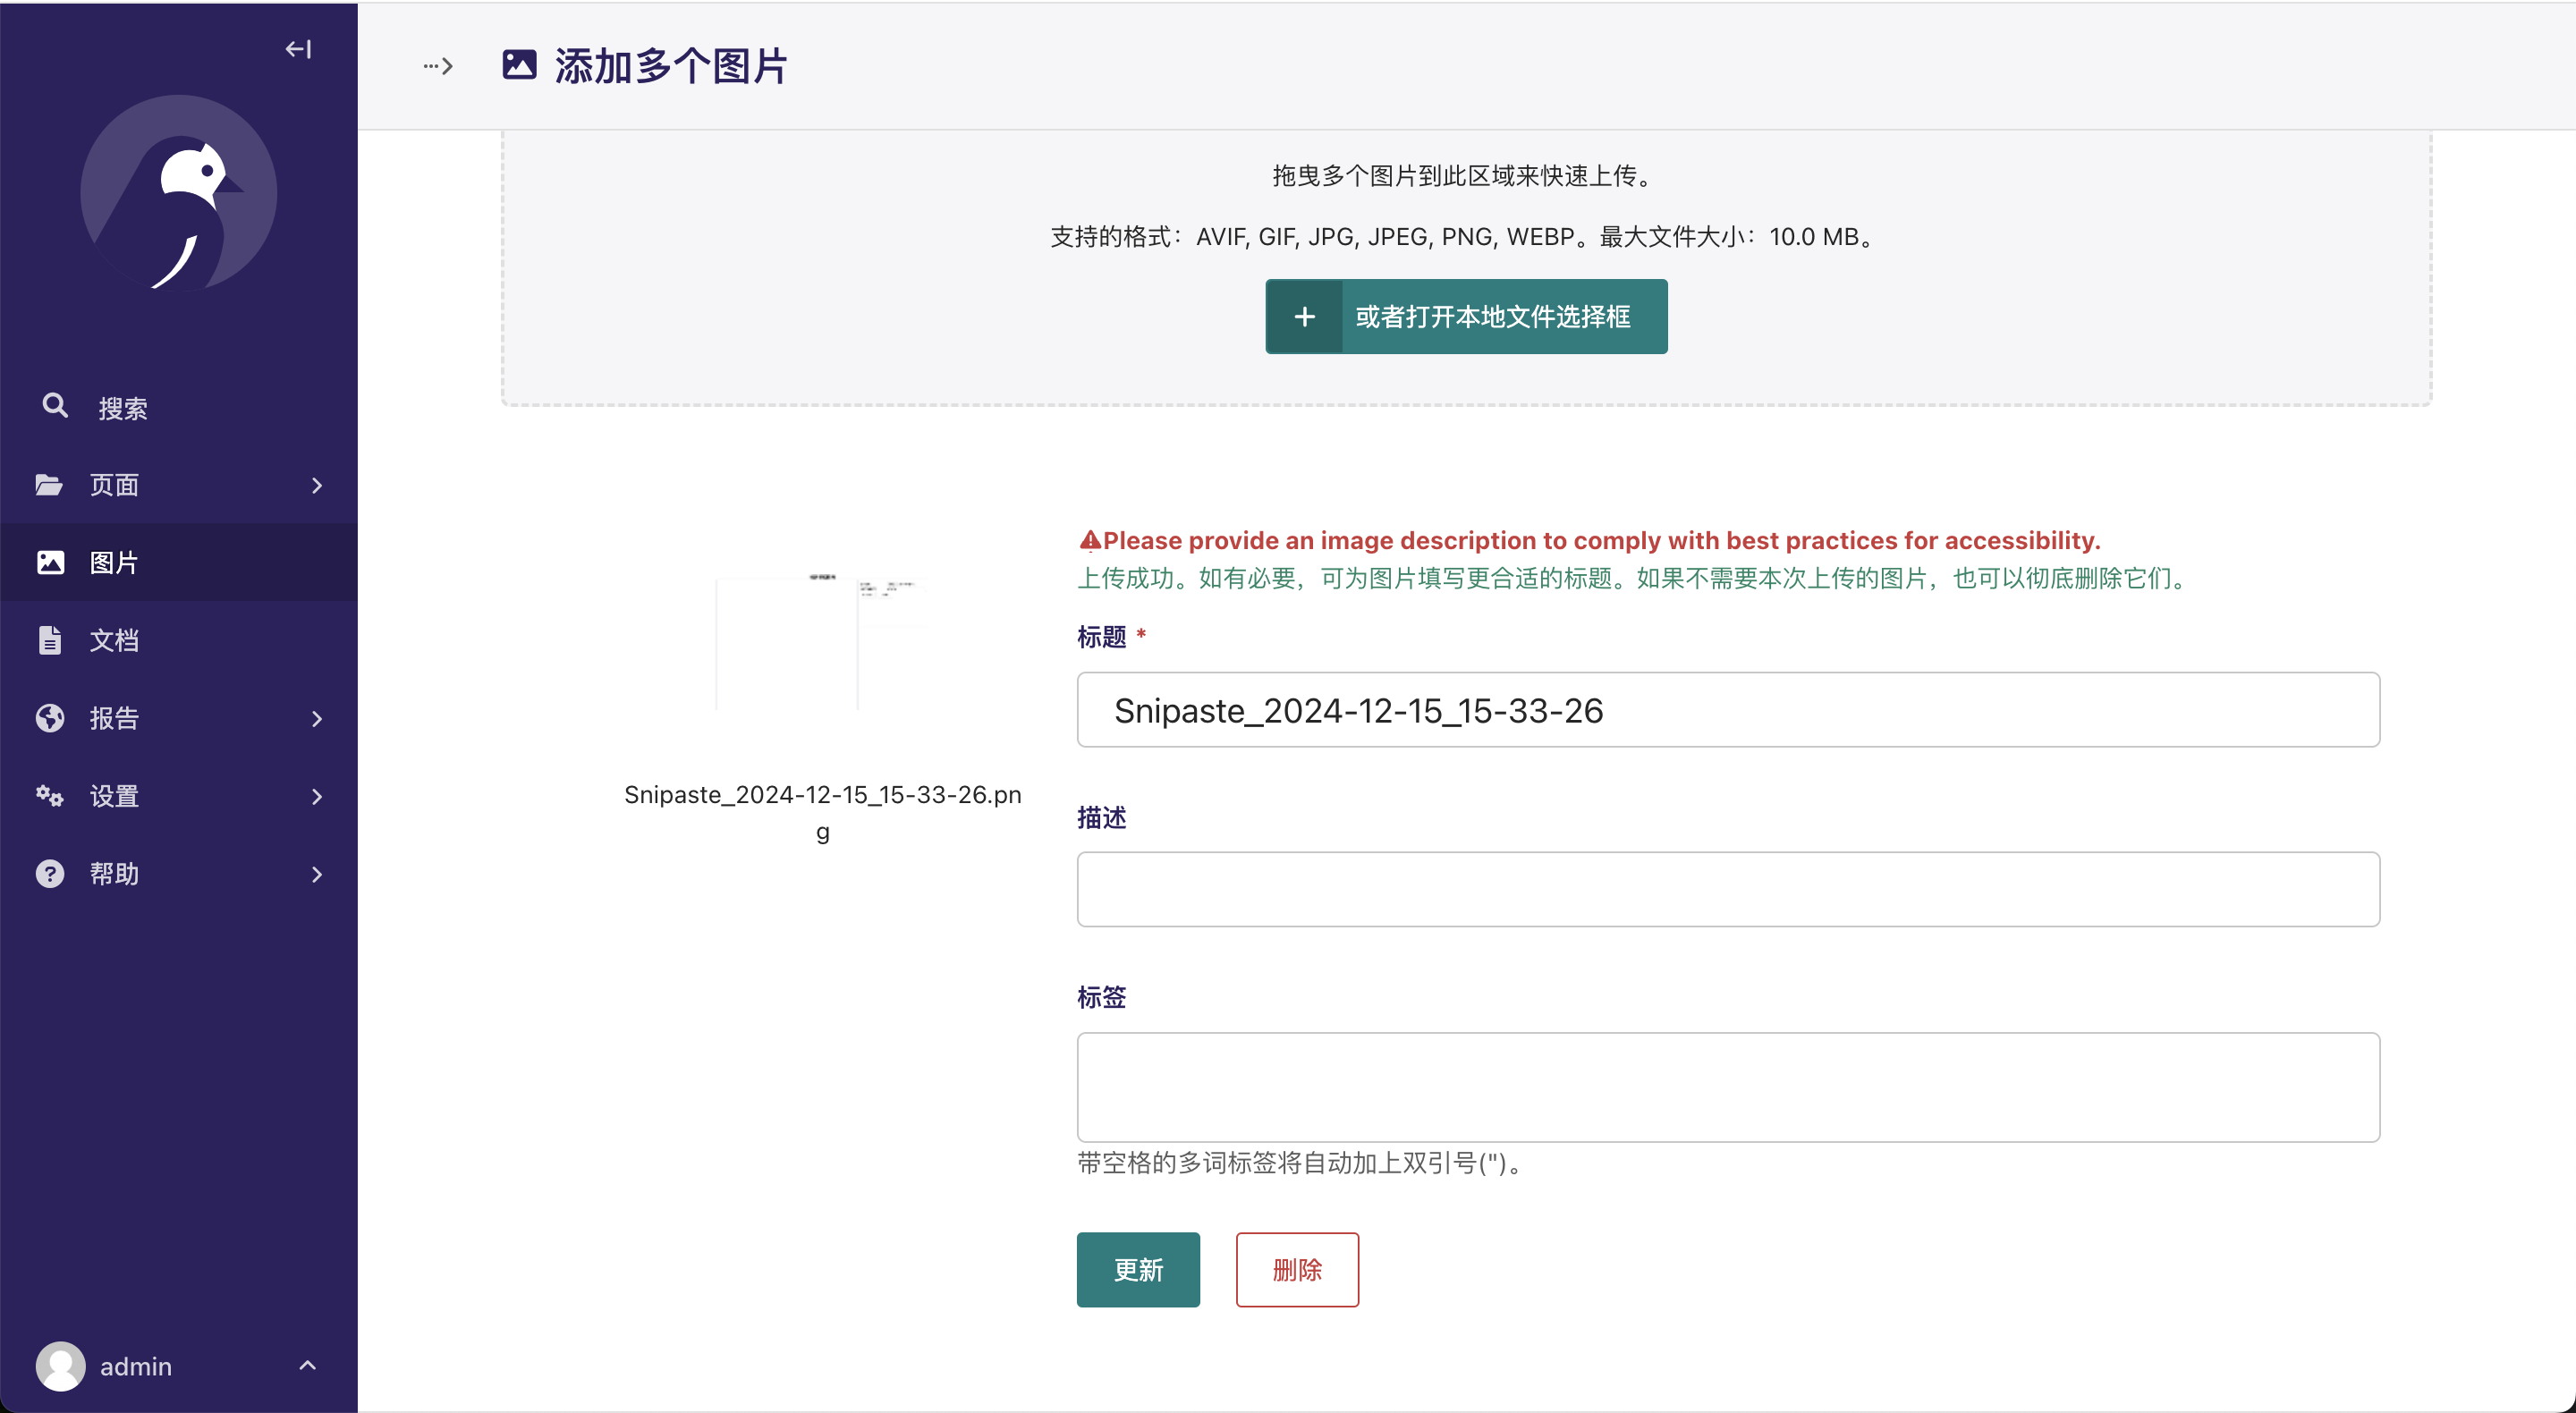 添加多个图片
搜索
页面
图片
文档
报告
设置
帮助
admin
拖曳多个图片到此区域来快速上传。
支持的格式：AVIF, GIF, JPG, JPEG, PNG, WEBP。最大文件大小：10.0 MB。
+ 或者打开本地文件选择框
Snipaste_2024-12-15_15-33-26.pn
g
Please provide an image description to comply with best practices for accessibility.
上传成功。如有必要，可为图片填写更合适的标题。如果不需要本次上传的图片，也可以彻底删除它们。
标题 *
Snipaste_2024-12-15_15-33-26
描述
标签
带空格的多词标签将自动加上双引号(")。
更新
删除